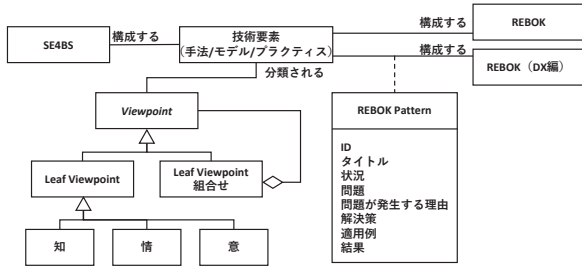 SE4BS
構成する
技術要素
（手法/モデル/プラクティス）
構成する
REBOK
構成する
REBOK（DX編）
分類される
Viewpoint
Leaf Viewpoint
Leaf Viewpoint
組合せ
知
情
意
REBOK Pattern
ID
タイトル
状況
問題
問題が発生する理由
解決策
適用例
結果